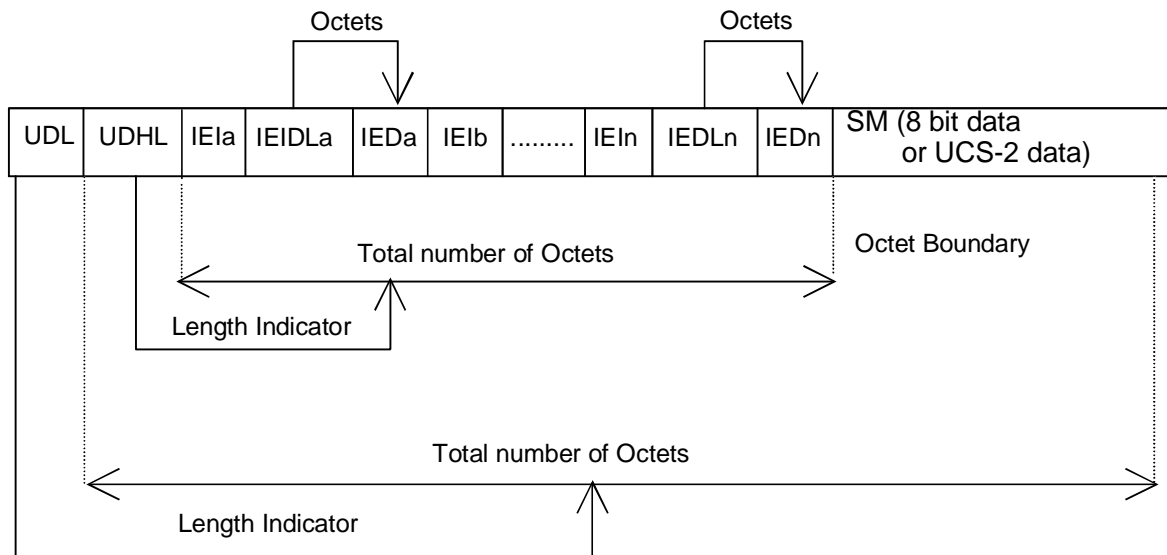 Octets Octets
UDL UDHL IEIa IEIDLa IEDa IEIb ......... IEIn IEDLn IEDn SM (8 bit data
or UCS-2 data)
Total number of Octets Octet Boundary
Length Indicator
Total number of Octets
Length Indicator